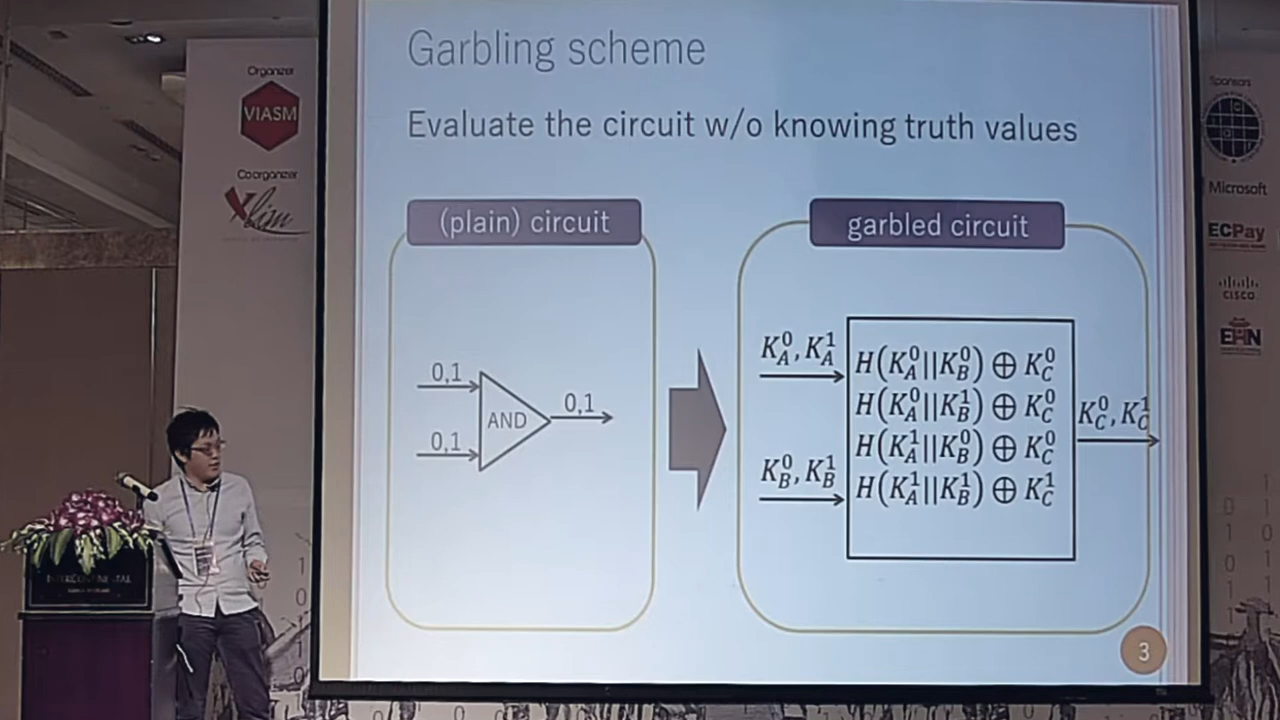 Organizer
VIASM
Coorganizer
Xlim
Garbling scheme
Evaluate the circuit w/o knowing truth values
(plain) circuit
0,1
0,1
AND
0,1
garbled circuit
K_A^0, K_A^1
K_B^0, K_B^1
H(K_A^0||K_B^0) ⊕ K_C^0
H(K_A^0||K_B^1) ⊕ K_C^0
H(K_A^1||K_B^0) ⊕ K_C^0
H(K_A^1||K_B^1) ⊕ K_C^1
K_C^0, K_C^1
3
Sponsors
Microsoft
ECPay
CISCO
INTERCONTINENTAL